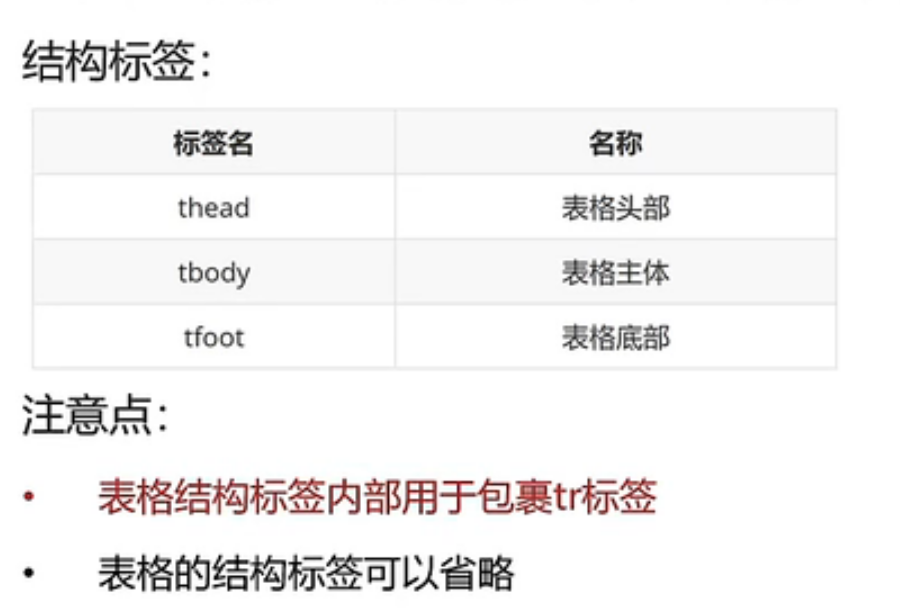 结构标签：
标签名 名称
thead 表格头部
tbody 表格主体
tfoot 表格底部
注意点：
• 表格结构标签内部用于包裹tr标签
• 表格的结构标签可以省略